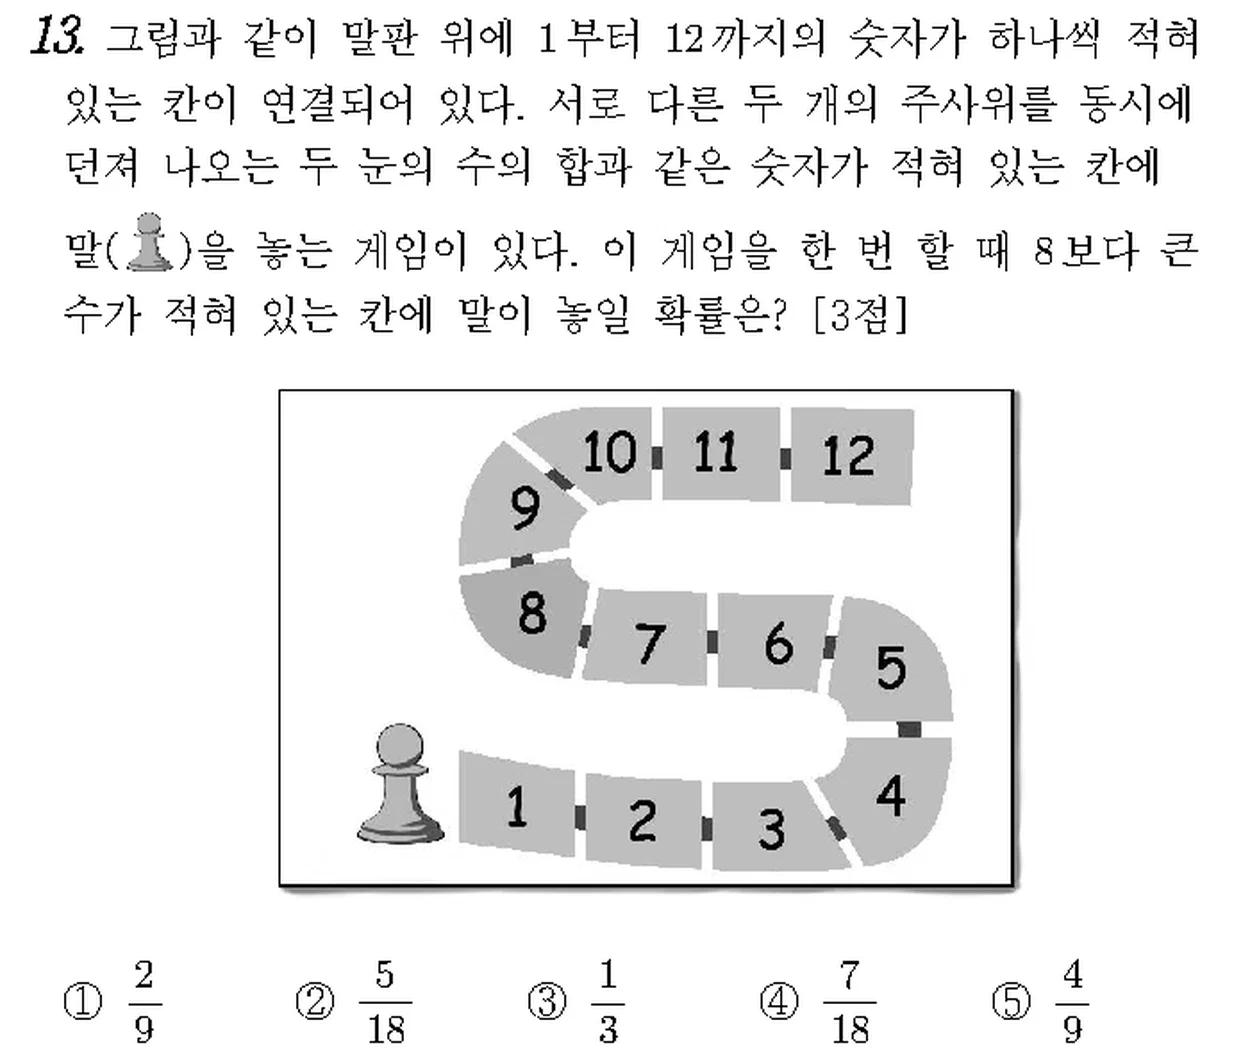 13. 그림과 같이 말판 위에 1부터 12까지의 숫자가 하나씩 적혀
있는 칸이 연결되어 있다. 서로 다른 두 개의 주사위를 동시에
던져 나오는 두 눈의 수의 합과 같은 숫자가 적혀 있는 칸에
말( )을 놓는 게임이 있다. 이 게임을 한 번 할 때 8보다 큰
수가 적혀 있는 칸에 말이 놓일 확률은? [3점]
10 11 12
9
8 7 6 5
1 2 3 4
① 2/9 ② 5/18 ③ 1/3 ④ 7/18 ⑤ 4/9